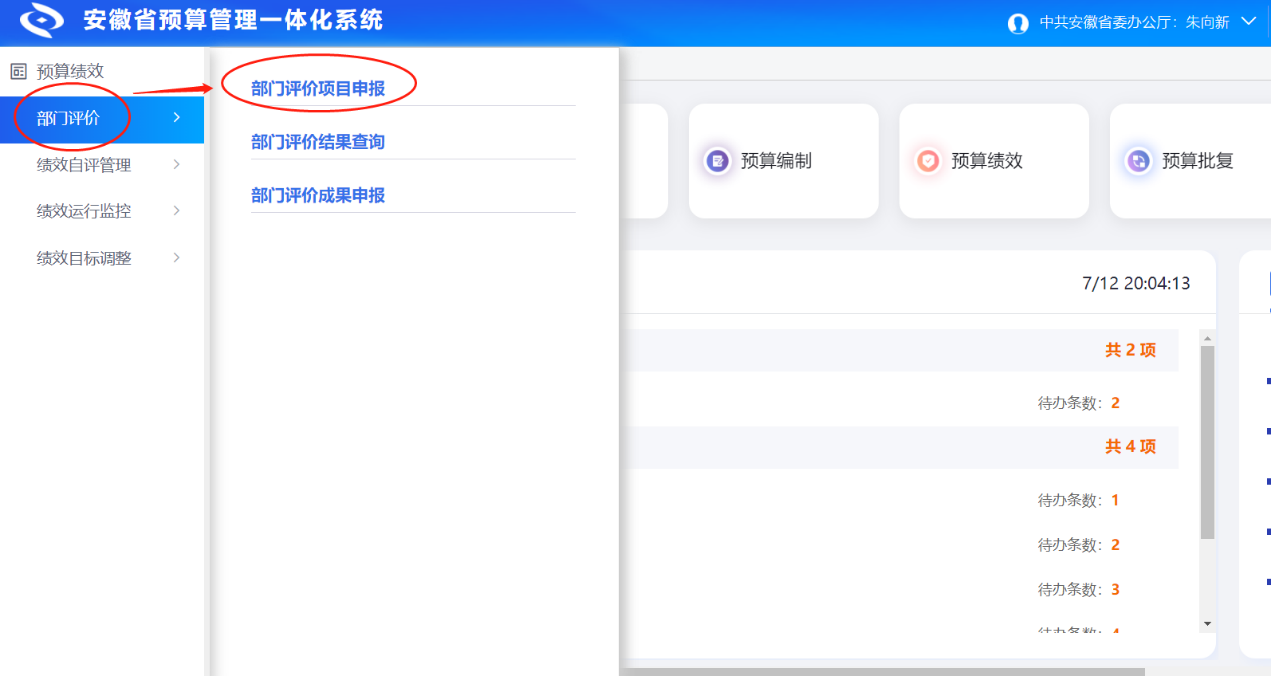 安徽省预算管理一体化系统
中共安徽省委办公厅：朱向新
预算绩效
部门评价
绩效自评管理
绩效运行监控
绩效目标调整
部门评价项目申报
部门评价结果查询
部门评价成果申报
预算编制
预算绩效
预算批复
7/12 20:04:13
共 2 项
待办条数：2
共 4 项
待办条数：1
待办条数：2
待办条数：3